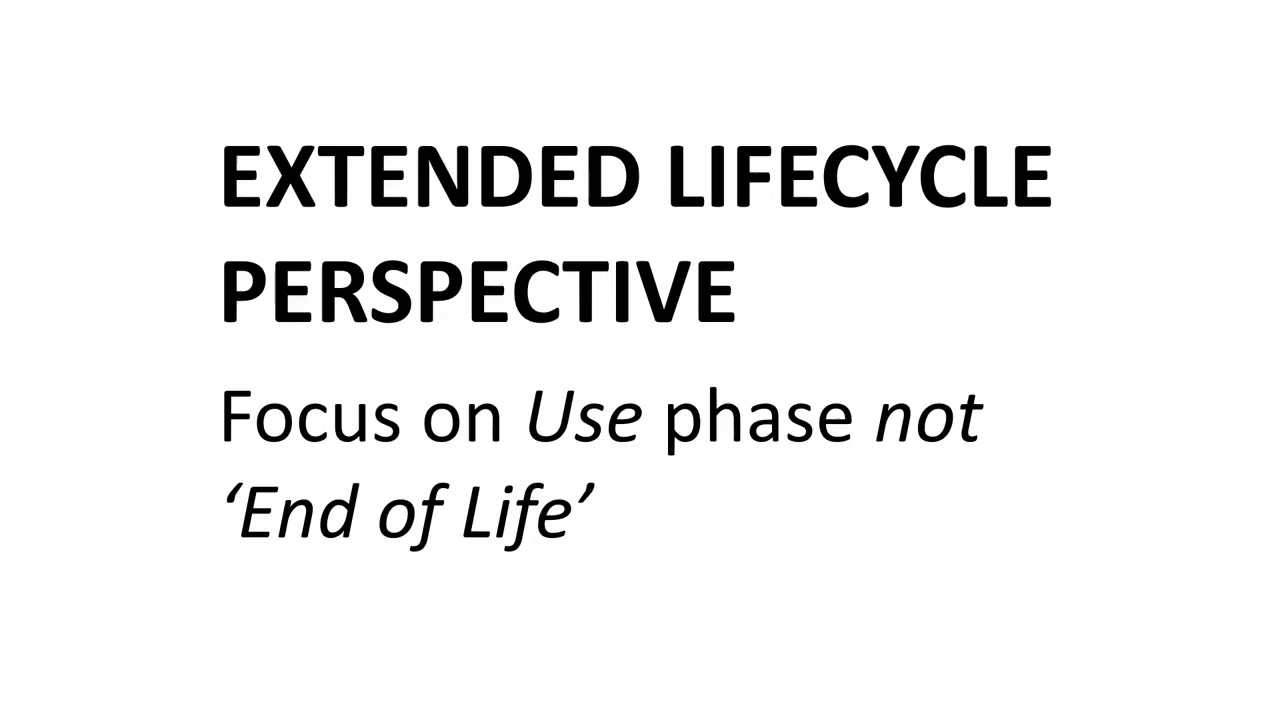 EXTENDED LIFECYCLE
PERSPECTIVE
Focus on Use phase not
‘End of Life’